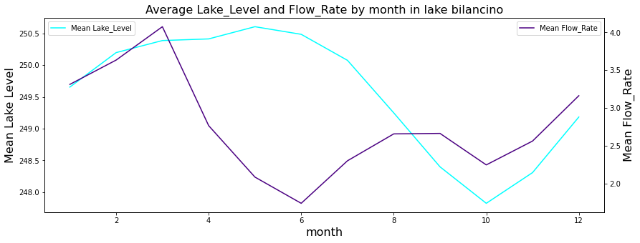 Average Lake_Level and Flow_Rate by month in lake bilancino
Mean Lake_Level
Mean Flow_Rate
250.5
250.0
249.5
249.0
248.5
248.0
Mean Lake Level
4.0
3.5
3.0
2.5
2.0
Mean Flow_Rate
2 4 6 8 10 12
month